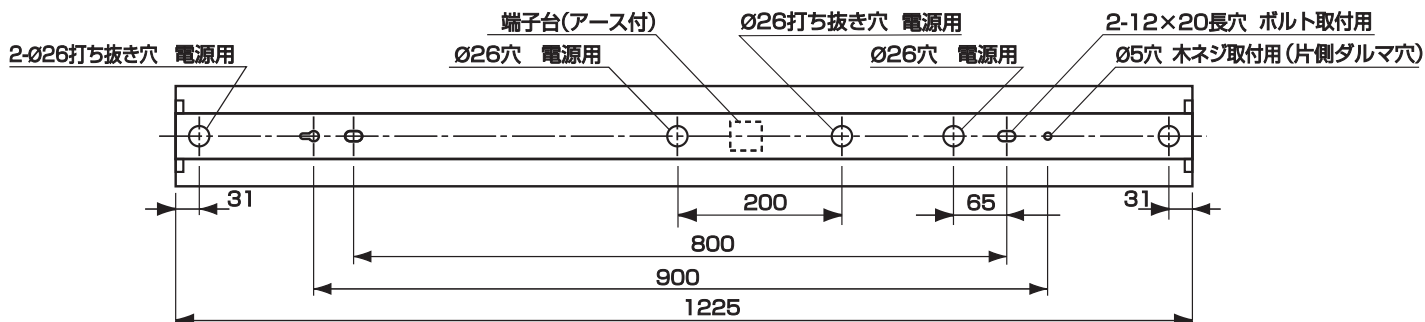 端子台(アース付)
Ø26打ち抜き穴 電源用
2-12×20長穴 ボルト取付用
2-Ø26打ち抜き穴 電源用
Ø26穴 電源用
Ø26穴 電源用
Ø5穴 木ネジ取付用(片側ダルマ穴)
31
200
65
31
800
900
1225